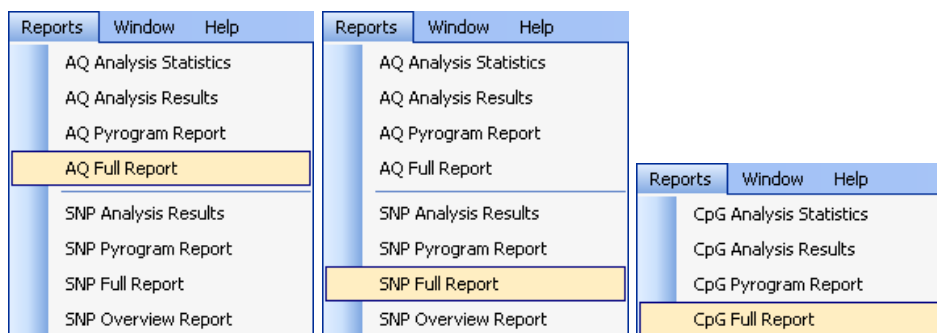 Reports Window Help
AQ Analysis Statistics
AQ Analysis Results
AQ Pyrogram Report
AQ Full Report
SNP Analysis Results
SNP Pyrogram Report
SNP Full Report
SNP Overview Report
Reports Window Help
AQ Analysis Statistics
AQ Analysis Results
AQ Pyrogram Report
AQ Full Report
SNP Analysis Results
SNP Pyrogram Report
SNP Full Report
SNP Overview Report
Reports Window Help
CpG Analysis Statistics
CpG Analysis Results
CpG Pyrogram Report
CpG Full Report